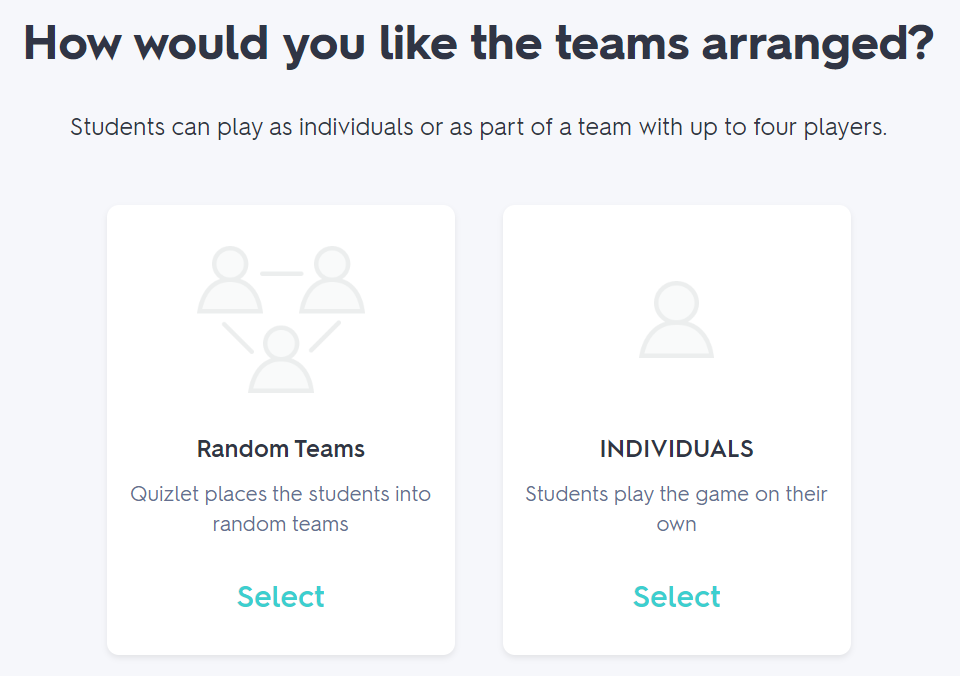 How would you like the teams arranged?
Students can play as individuals or as part of a team with up to four players.
Random Teams
Quizlet places the students into
random teams
Select
INDIVIDUALS
Students play the game on their
own
Select